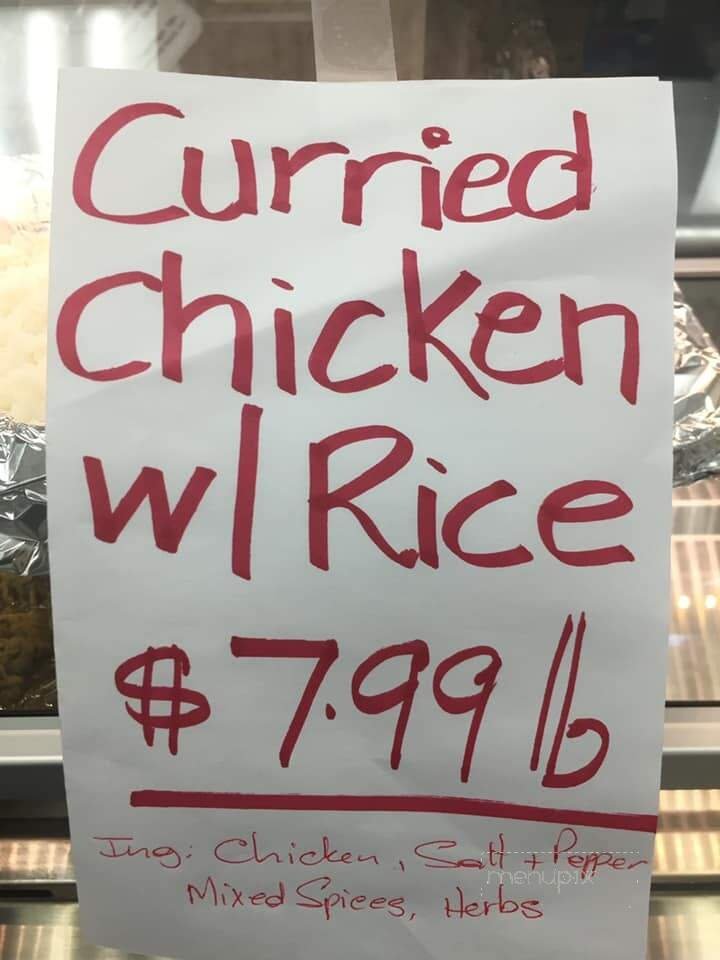 Curried
Chicken
w/ Rice
$7.99 lb
Ing: Chicken, Salt + Pepper
menupix
Mixed Spices, Herbs